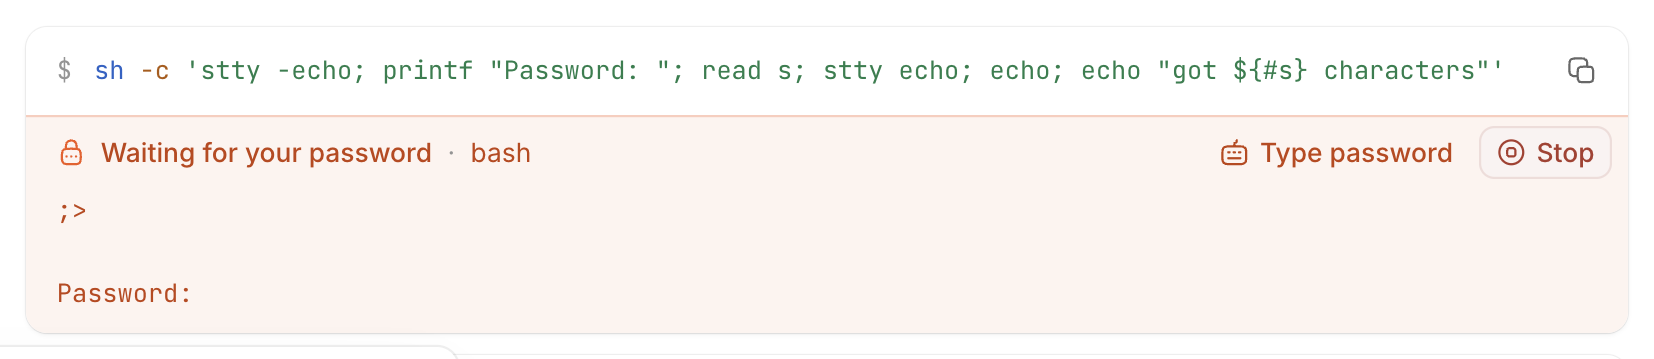 $ sh -c 'stty -echo; printf "Password: "; read s; stty echo; echo; echo "got ${#s} characters"'
Waiting for your password · bash Type password Stop
;>
Password: